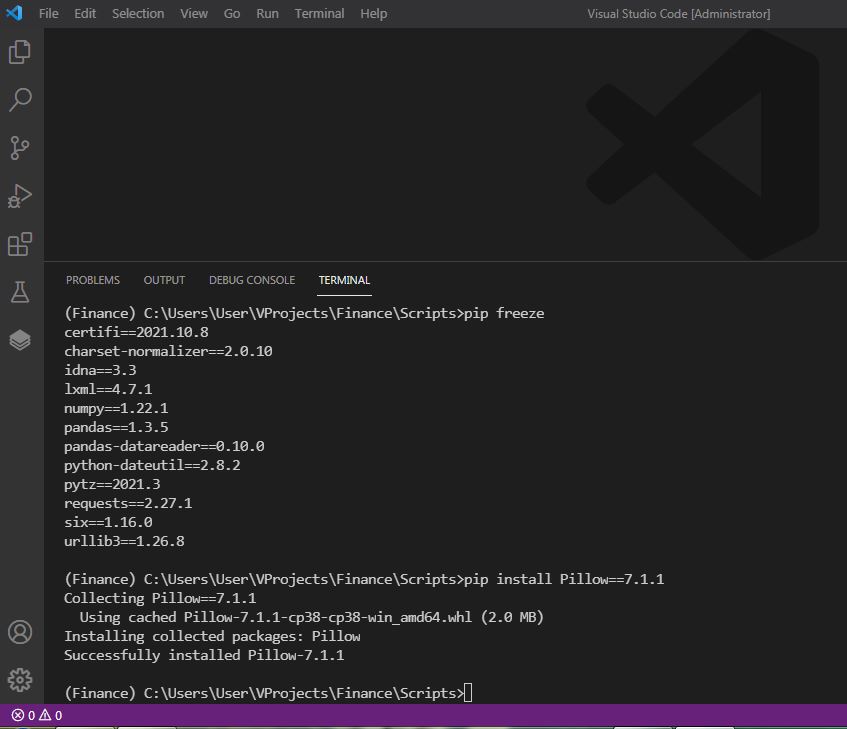 File Edit Selection View Go Run Terminal Help Visual Studio Code [Administrator]
PROBLEMS OUTPUT DEBUG CONSOLE TERMINAL
(Finance) C:\Users\User\VProjects\Finance\Scripts>pip freeze
certifi==2021.10.8
charset-normalizer==2.0.10
idna==3.3
lxml==4.7.1
numpy==1.22.1
pandas==1.3.5
pandas-datareader==0.10.0
python-dateutil==2.8.2
pytz==2021.3
requests==2.27.1
six==1.16.0
urllib3==1.26.8
(Finance) C:\Users\User\VProjects\Finance\Scripts>pip install Pillow==7.1.1
Collecting Pillow==7.1.1
  Using cached Pillow-7.1.1-cp38-cp38-win_amd64.whl (2.0 MB)
Installing collected packages: Pillow
Successfully installed Pillow-7.1.1
(Finance) C:\Users\User\VProjects\Finance\Scripts>
0 0